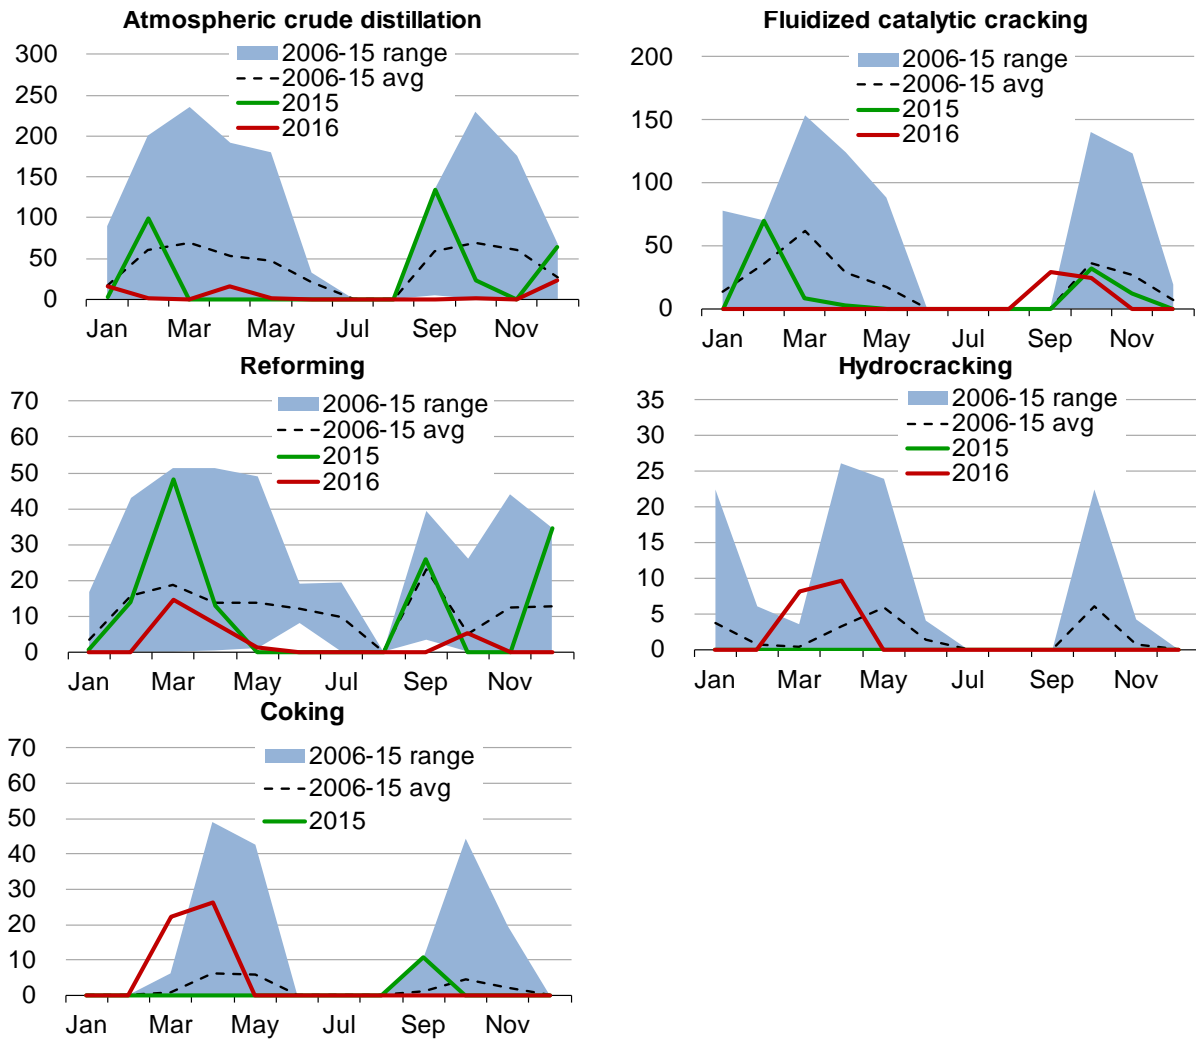 Atmospheric crude distillation
300
250
200
150
100
50
0
2006-15 range
2006-15 avg
2015
2016
Jan Mar May Jul Sep Nov
Fluidized catalytic cracking
200
150
100
50
0
2006-15 range
2006-15 avg
2015
2016
Jan Mar May Jul Sep Nov
Reforming
70
60
50
40
30
20
10
0
2006-15 range
2006-15 avg
2015
2016
Jan Mar May Jul Sep Nov
Hydrocracking
35
30
25
20
15
10
5
0
2006-15 range
2006-15 avg
2015
2016
Jan Mar May Jul Sep Nov
Coking
70
60
50
40
30
20
10
0
2006-15 range
2006-15 avg
2015
Jan Mar May Jul Sep Nov